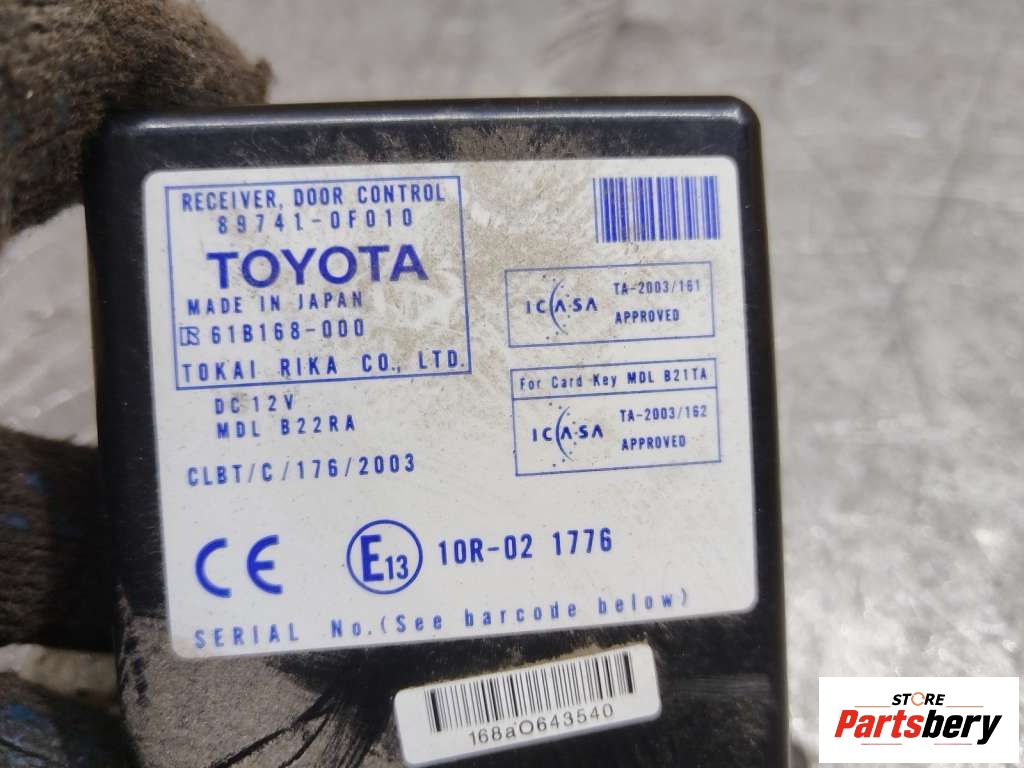 RECEIVER, DOOR CONTROL
89741-0F010
TOYOTA
MADE IN JAPAN
R 61B168-000
TOKAI RIKA CO., LTD.
DC 12V
MDL B22RA
CLBT/C/176/2003
ICASA TA-2003/161
APPROVED
For Card Key MDL B21TA
ICASA TA-2003/162
APPROVED
CE E13 10R-02 1776
SERIAL No.(See barcode below)
168a0643540
STORE
Partsbery